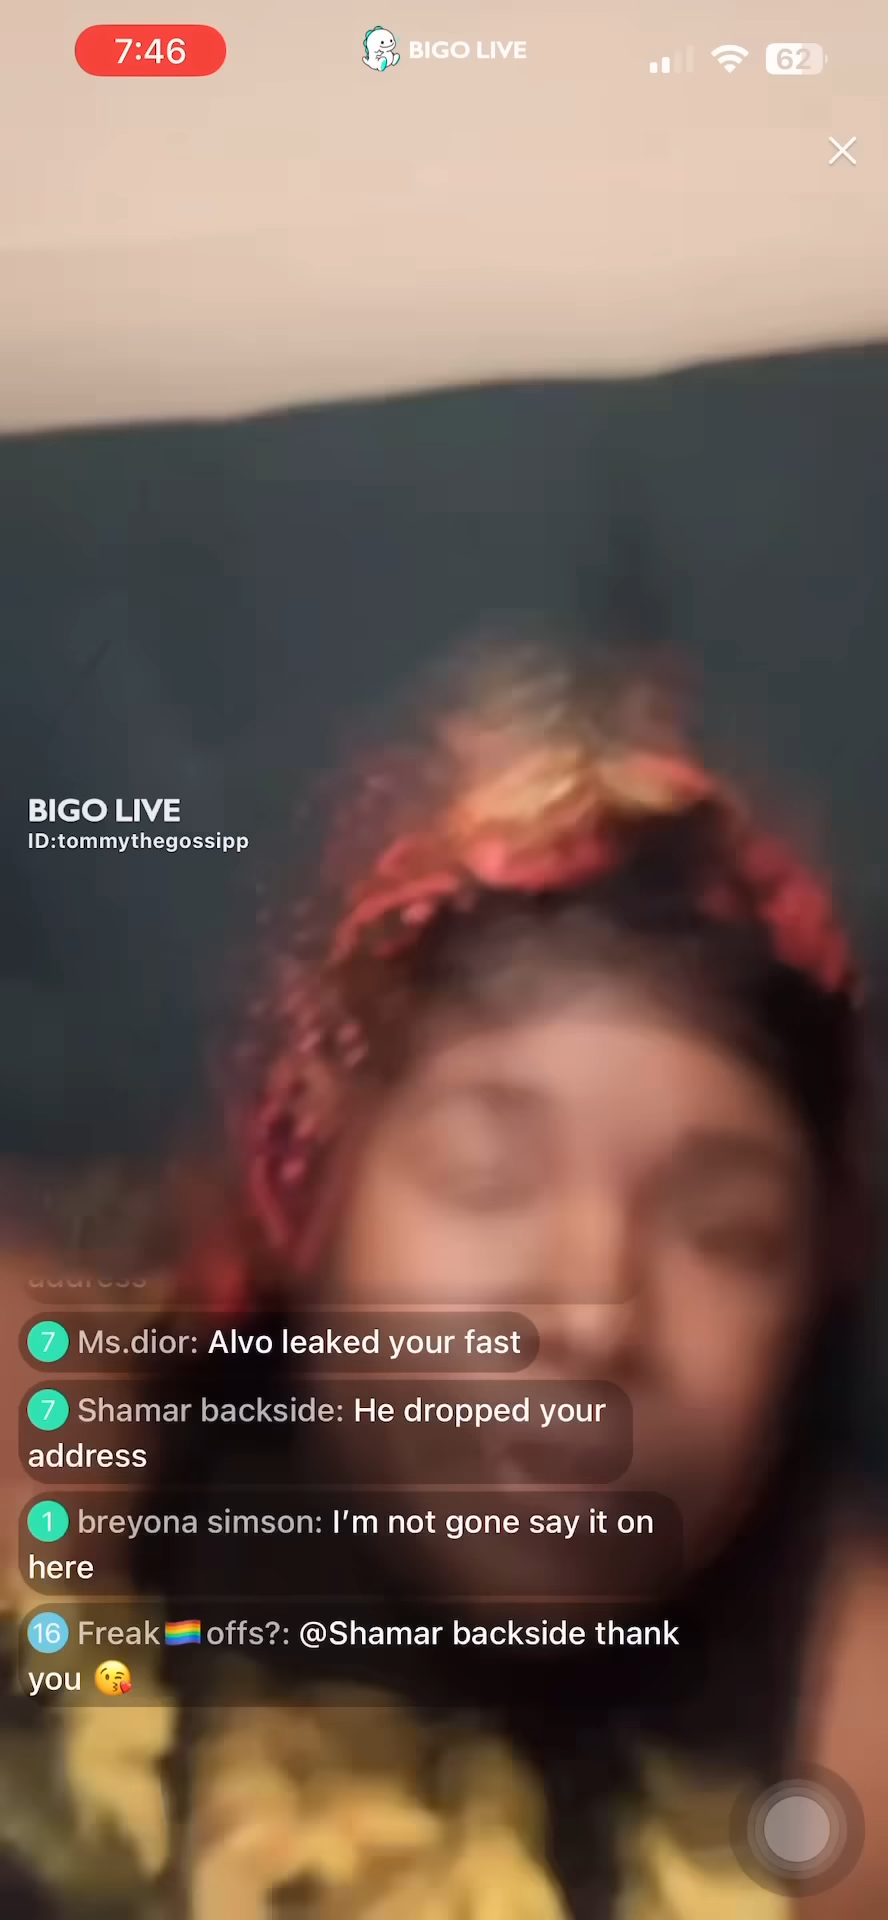 7:46
BIGO LIVE
62
BIGO LIVE
ID:tommythegossipp
address
7 Ms.dior: Alvo leaked your fast
7 Shamar backside: He dropped your
address
1 breyona simson: I’m not gone say it on
here
16 Freak🏳️‍🌈offs?: @Shamar backside thank
you 😘